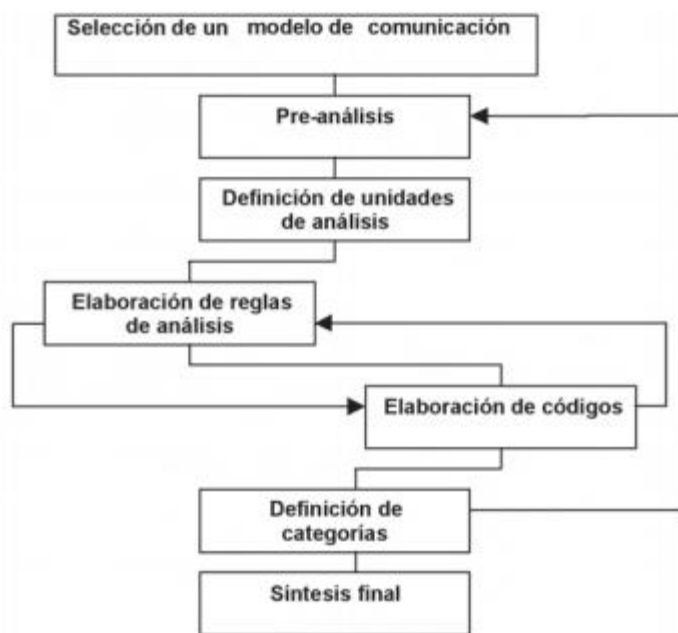 Selección de un modelo de comunicación
Pre-análisis
Definición de unidades
de análisis
Elaboración de reglas
de análisis
Elaboración de códigos
Definición de
categorías
Síntesis final